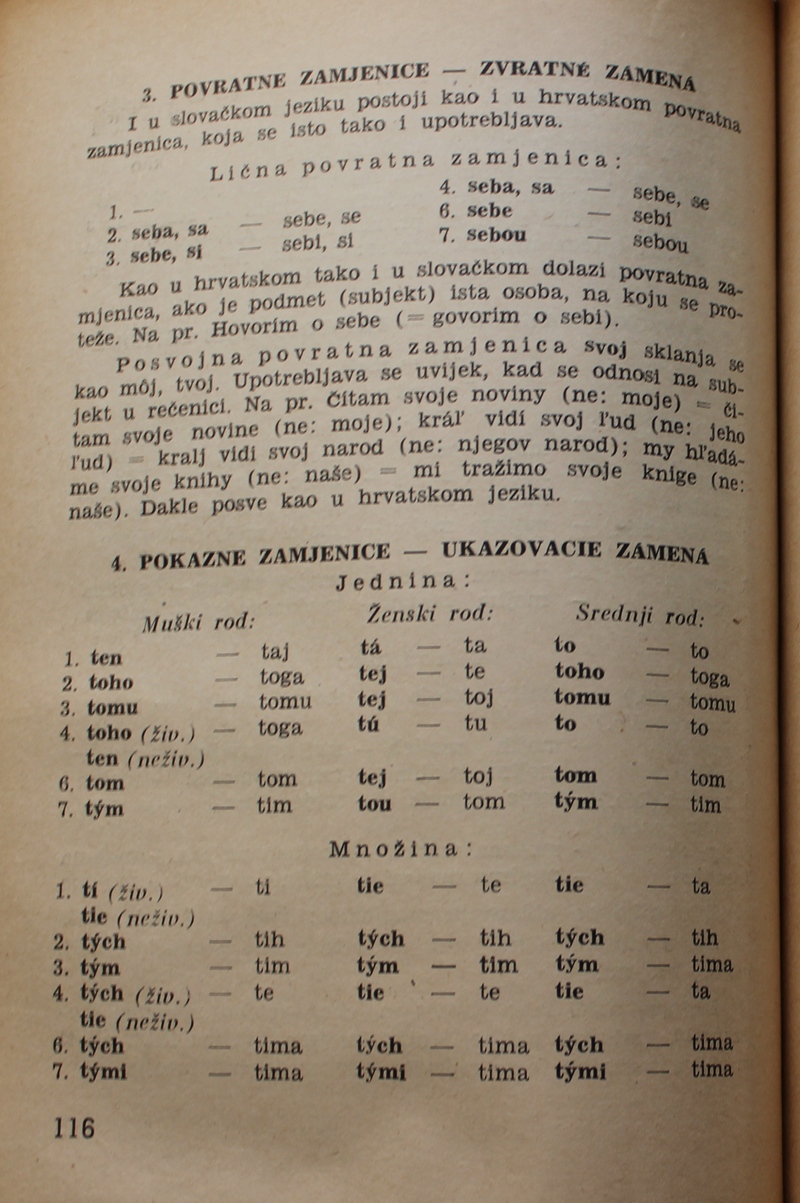 3. POVRATNE ZAMJENICE — ZVRATNÉ ZÁMENÁ
I u slovačkom jeziku postoji kao i u hrvatskom povratna
zamjenica, koja se isto tako i upotrebljava.
Lična povratna zamjenica:
1. — 4. seba, sa — sebe, se
2. seba, sa — sebe, se 6. sebe — sebi
3. sebe, si — sebi, si 7. sebou — sebou
Kao u hrvatskom tako i u slovačkom dolazi povratna za-
mjenica, ako je podmet (subjekt) ista osoba, na koju se pro-
teže. Na pr. Hovorím o sebe (= govorim o sebi).
Posvojna povratna zamjenica svoj sklanja se
kao môj, tvoj. Upotrebljava se uvijek, kad se odnosi na sub-
jekt u rečenici. Na pr. Čítam svoje noviny (ne: moje) = či-
tam svoje novine (ne: moje); kráľ vidí svoj ľud (ne: jeho
ľud) = kralj vidi svoj narod (ne: njegov narod); my hľadá-
me svoje knihy (ne: naše) = mi tražimo svoje knige (ne:
naše). Dakle posve kao u hrvatskom jeziku.
4. POKAZNE ZAMJENICE — UKAZOVACIE ZÁMENÁ
Jednina:
Muški rod: Ženski rod: Srednji rod:
1. ten — taj tá — ta to — to
2. toho — toga tej — te toho — toga
3. tomu — tomu tej — toj tomu — tomu
4. toho (živ.) — toga tú — tu to — to
ten (neživ.)
6. tom — tom tej — toj tom — tom
7. tým — tim tou — tom tým — tim
Množina:
1. tí (živ.) — ti tie — te tie — ta
tie (neživ.)
2. tých — tih tých — tih tých — tih
3. tým — tim tým — tim tým — tima
4. tých (živ.) — te tie — te tie — ta
tie (neživ.)
6. tých — tima tých — tima tých — tima
7. tými — tima tými — tima tými — tima
116